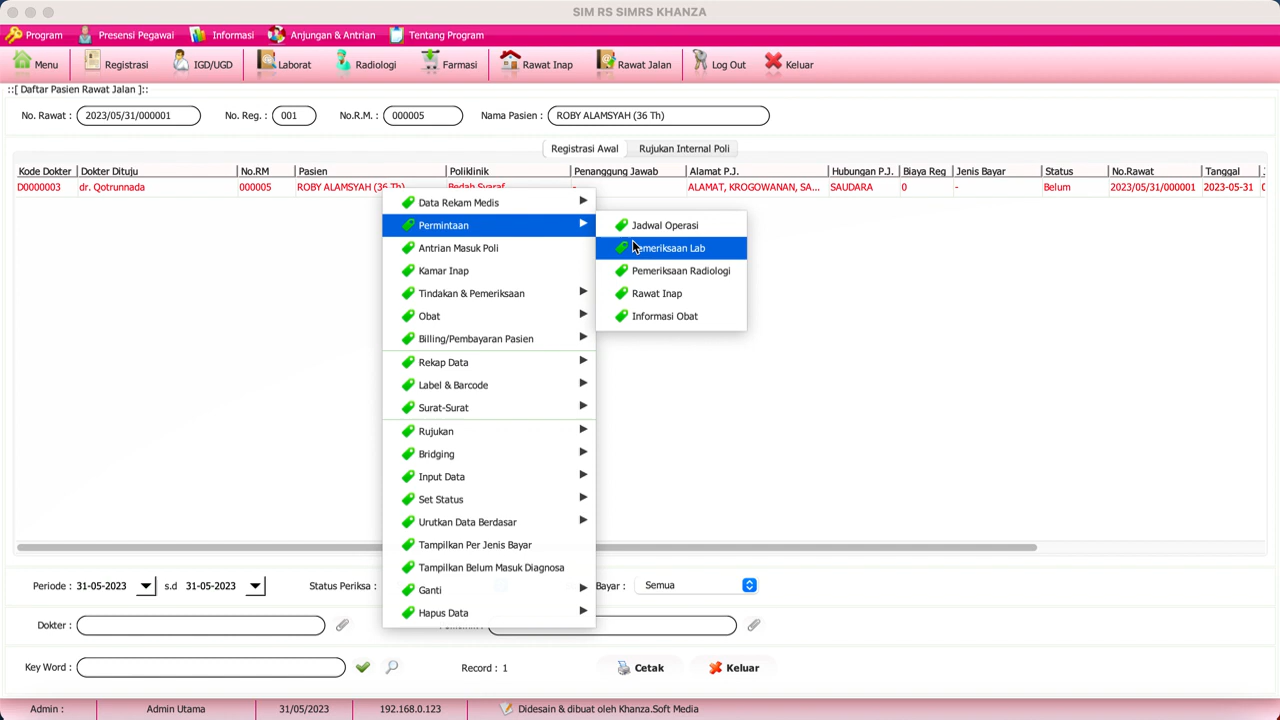 SIM RS SIMRS KHANZA
Program Presensi Pegawai Informasi Anjungan & Antrian Tentang Program
Menu Registrasi IGD/UGD Laborat Radiologi Farmasi Rawat Inap Rawat Jalan Log Out Keluar
::[ Daftar Pasien Rawat Jalan ]::
No. Rawat : 2023/05/31/000001 No. Reg. : 001 No.R.M. : 000005 Nama Pasien : ROBY ALAMSYAH (36 Th)
Registrasi Awal Rujukan Internal Poli
Kode Dokter Dokter Dituju No.RM Pasien Poliklinik Penanggung Jawab Alamat P.J. Hubungan P.J. Biaya Reg Jenis Bayar Status No.Rawat Tanggal
D0000003 dr. Qotrunnada 000005 ROBY ALAMSYAH (36 Th) Bedah Syaraf - ALAMAT, KROGOWANAN, SA... SAUDARA 0 - Belum 2023/05/31/000001 2023-05-31
Data Rekam Medis
Permintaan
Antrian Masuk Poli
Kamar Inap
Tindakan & Pemeriksaan
Obat
Billing/Pembayaran Pasien
Rekap Data
Label & Barcode
Surat-Surat
Rujukan
Bridging
Input Data
Set Status
Urutkan Data Berdasar
Tampilkan Per Jenis Bayar
Tampilkan Belum Masuk Diagnosa
Ganti
Hapus Data
Jadwal Operasi
Pemeriksaan Lab
Pemeriksaan Radiologi
Rawat Inap
Informasi Obat
Periode : 31-05-2023 s.d 31-05-2023 Status Periksa : Bayar : Semua
Dokter :
Key Word : Record : 1 Cetak Keluar
Admin : Admin Utama 31/05/2023 192.168.0.123 Didesain & dibuat oleh Khanza.Soft Media